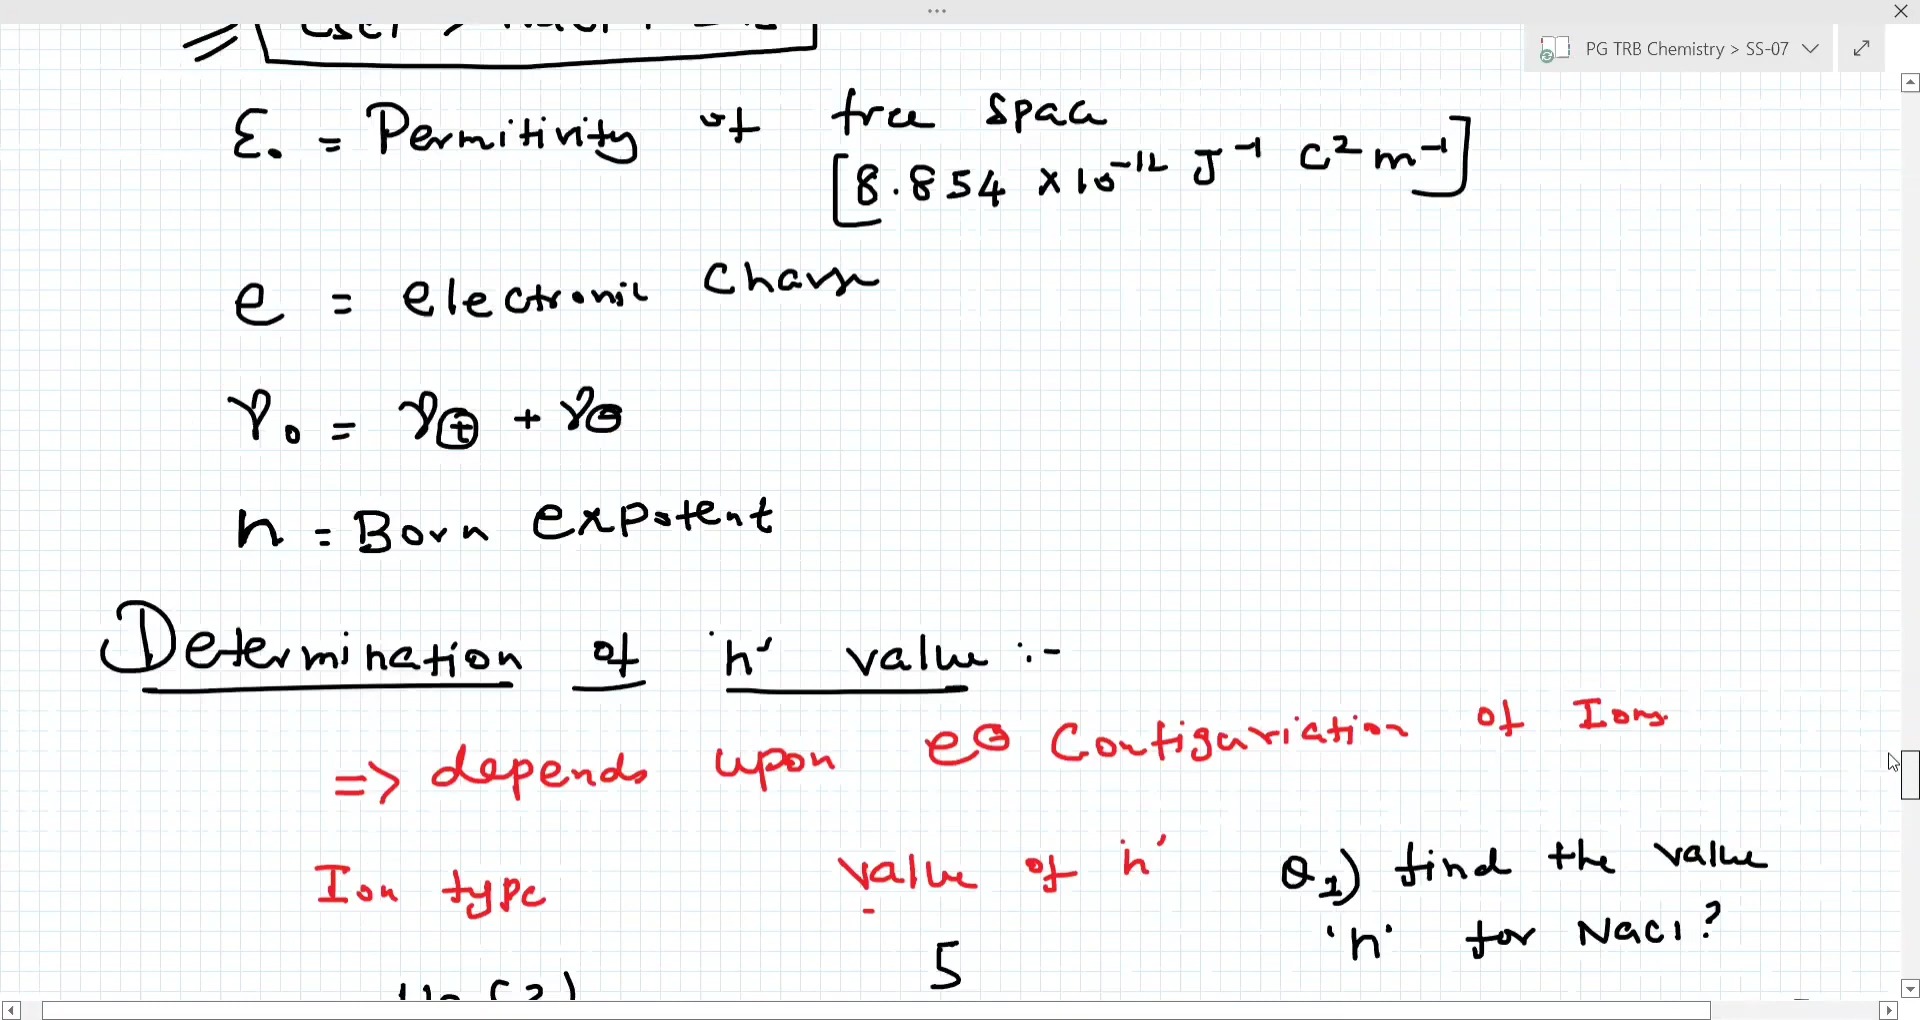 PG TRB Chemistry > SS-07
ε₀ = Permitivity of free space
[8.854 ×10⁻¹² J⁻¹ C² m⁻¹]
e = electronic charge
r₀ = r⊕ + r⊖
n = Born expotent
Determination of 'n' value :-
=> depends upon e⊖ Configuriation of Ions
Ion type value of 'n'
5
Q1) find the value
'n' for NaCl?